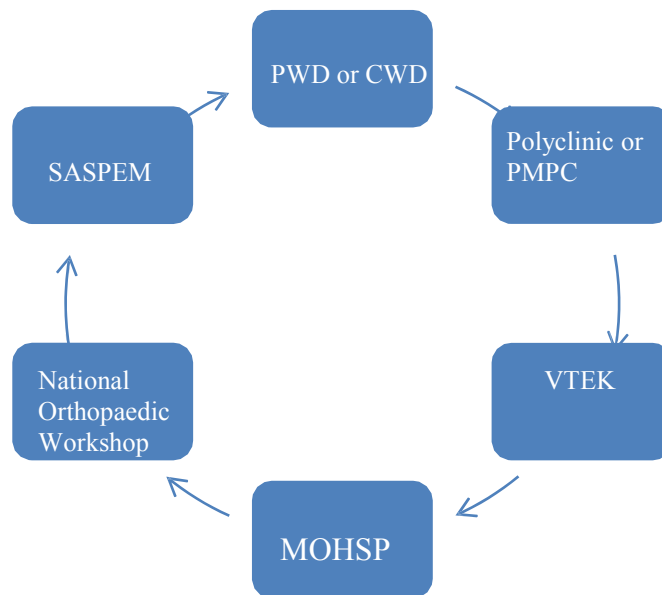 PWD or CWD
Polyclinic or
PMPC
VTEK
MOHSP
National
Orthopaedic
Workshop
SASPEM